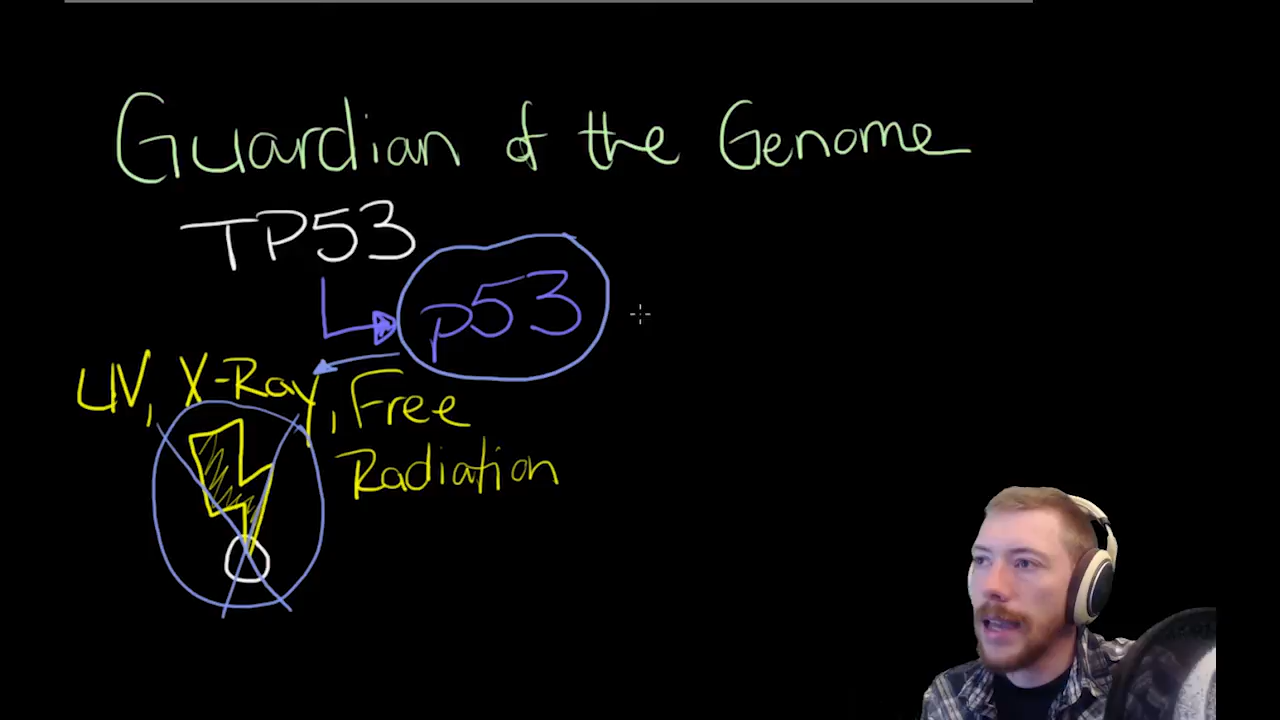 Guardian of the Genome
TP53
p53
UV, X-Ray, Free
Radiation